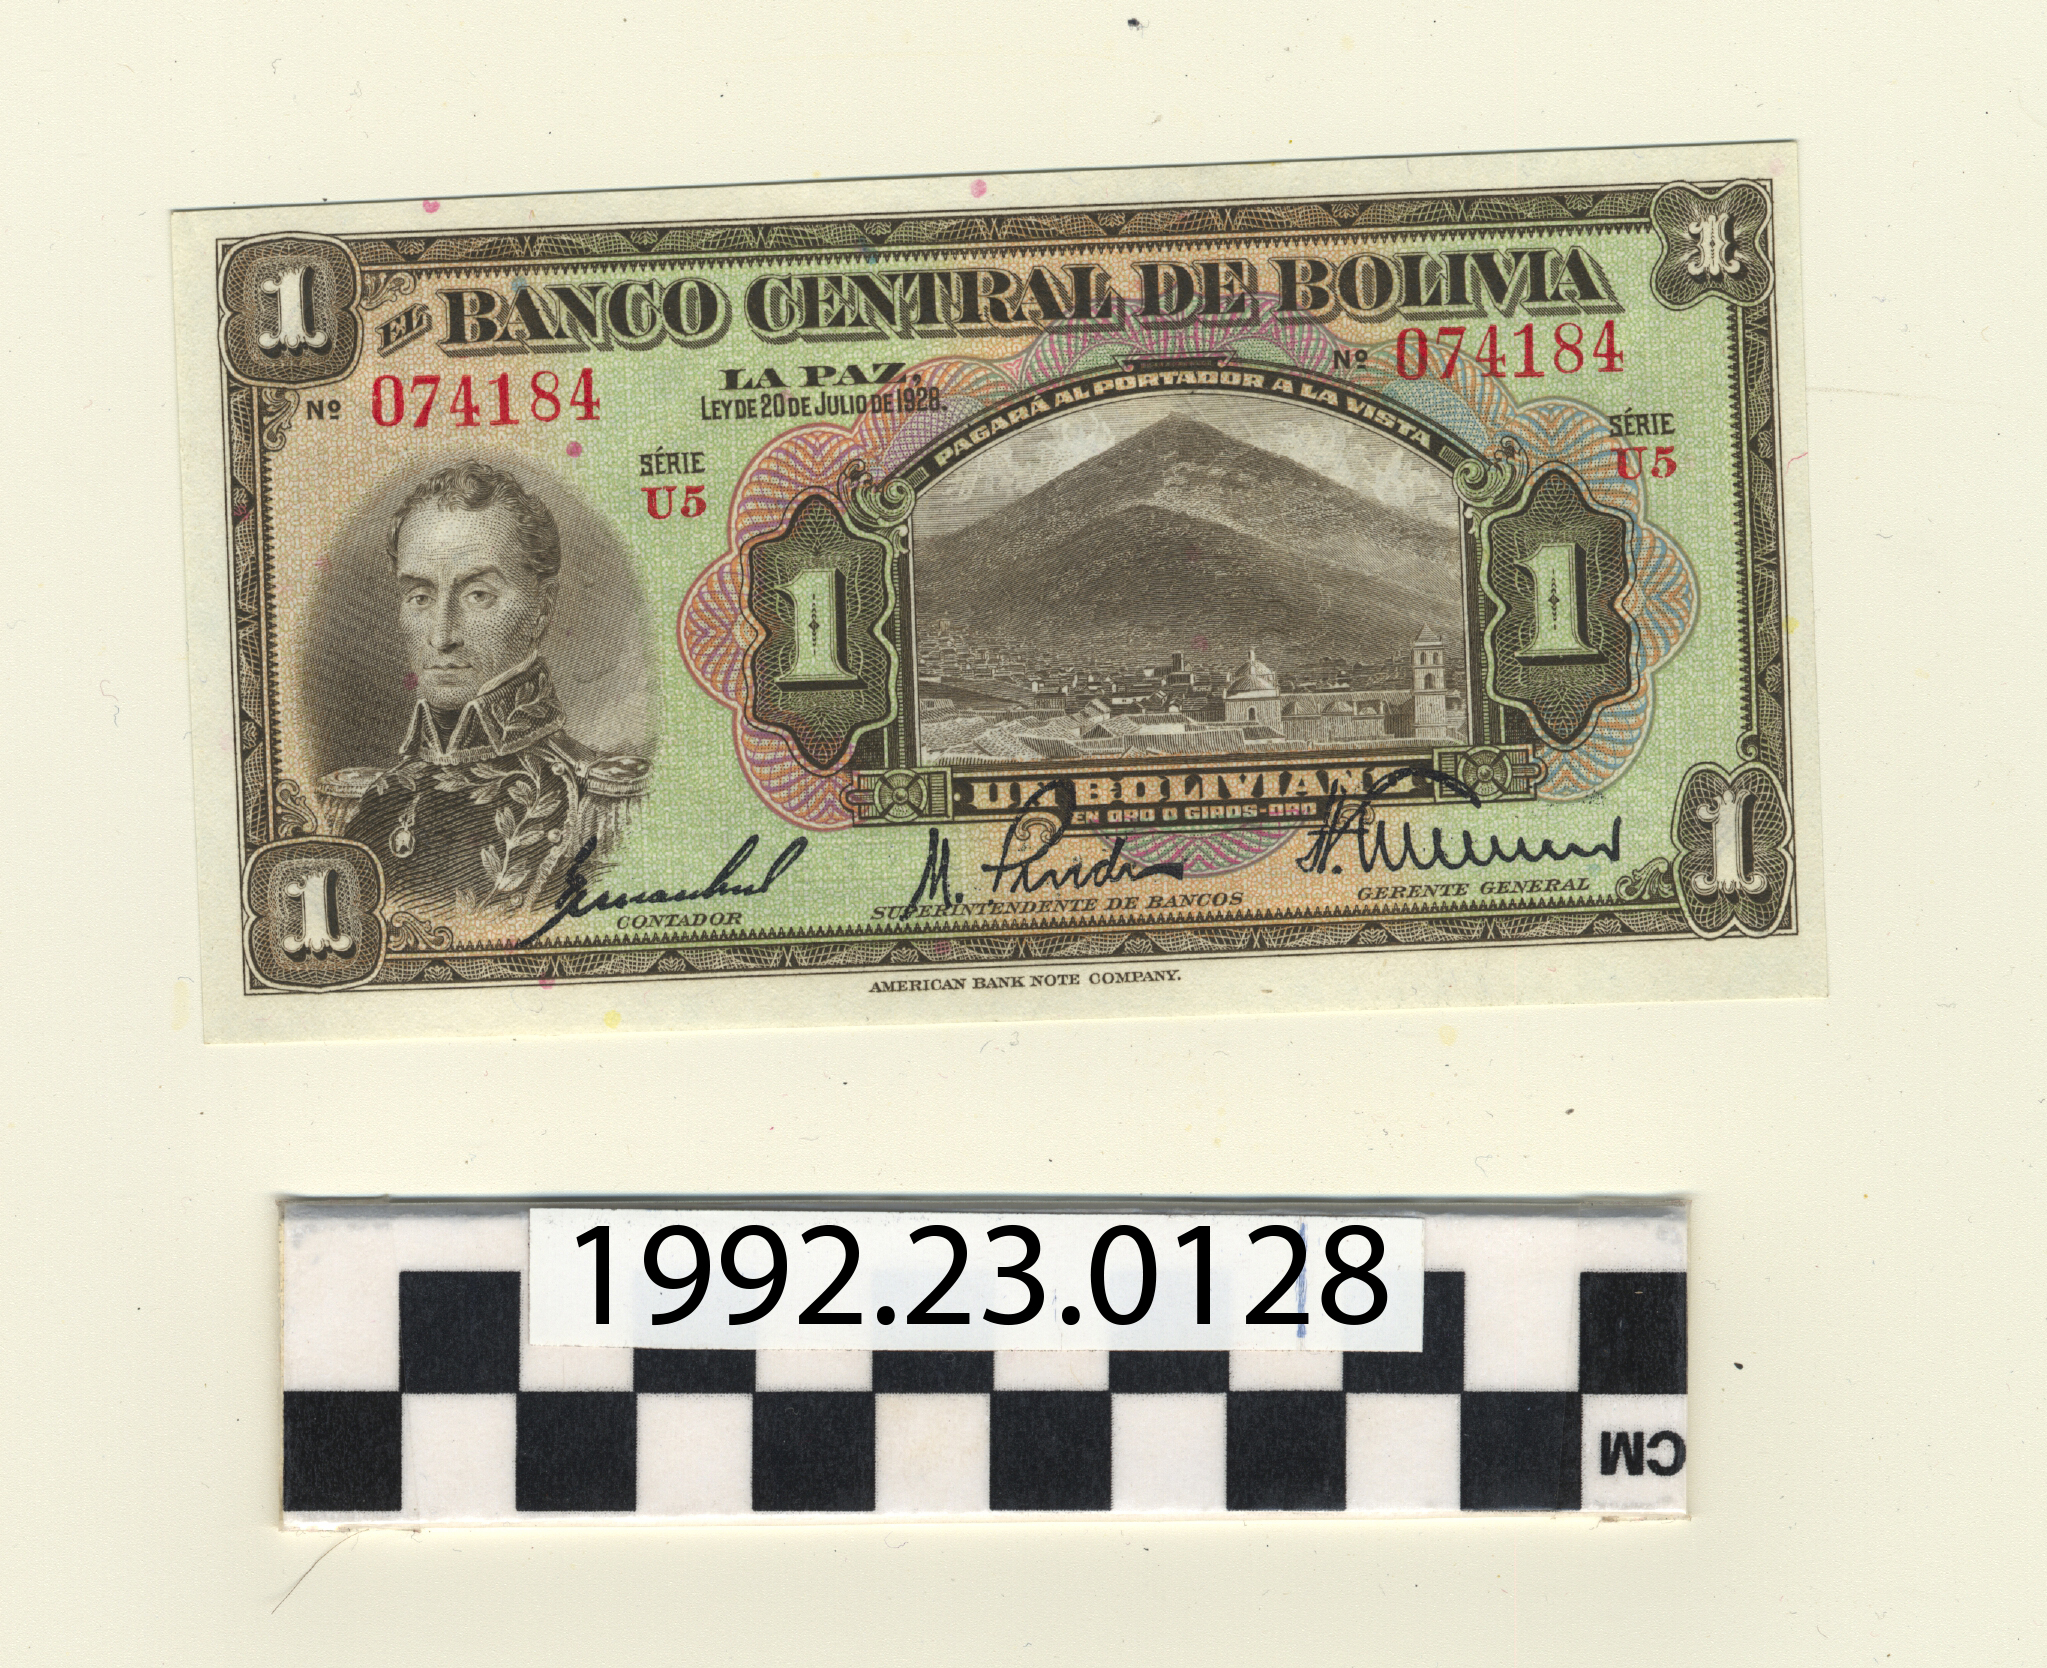 1
1
EL BANCO CENTRAL DE BOLIVIA
Nº 074184
LA PAZ,
LEY DE 20 DE JULIO DE 1928.
Nº 074184
SÉRIE
U5
SÉRIE
U5
PAGARÁ AL PORTADOR A LA VISTA
1
1
UN BOLIVIANO
EN ORO O GIROS-ORO
1
1
CONTADOR
M.
SUPERINTENDENTE DE BANCOS
GERENTE GENERAL
AMERICAN BANK NOTE COMPANY.
1992.23.0128
CM